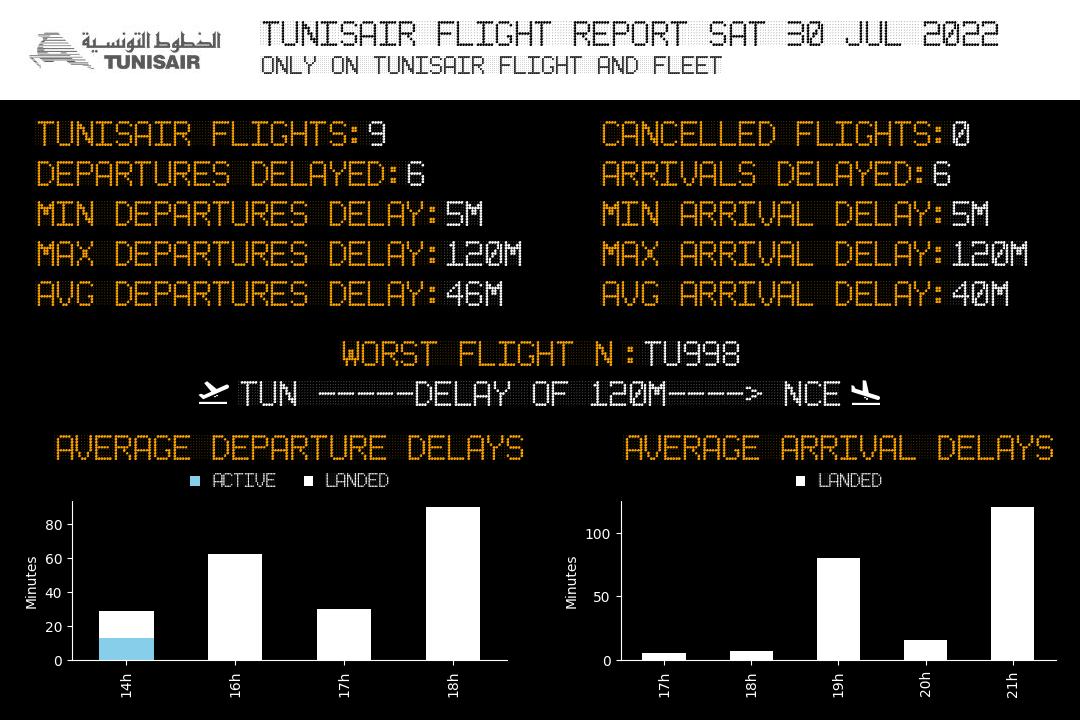 الخطوط التونسية
TUNISAIR
TUNISAIR FLIGHT REPORT SAT 30 JUL 2022
ONLY ON TUNISAIR FLIGHT AND FLEET
TUNISAIR FLIGHTS:9
CANCELLED FLIGHTS:0
DEPARTURES DELAYED:6
ARRIVALS DELAYED:6
MIN DEPARTURES DELAY:5M
MIN ARRIVAL DELAY:5M
MAX DEPARTURES DELAY:120M
MAX ARRIVAL DELAY:120M
AVG DEPARTURES DELAY:46M
AVG ARRIVAL DELAY:40M
WORST FLIGHT N :TU998
TUN -----DELAY OF 120M----> NCE
AVERAGE DEPARTURE DELAYS
ACTIVE LANDED
Minutes
80
60
40
20
0
14h 16h 17h 18h
AVERAGE ARRIVAL DELAYS
LANDED
Minutes
100
50
0
17h 18h 19h 20h 21h